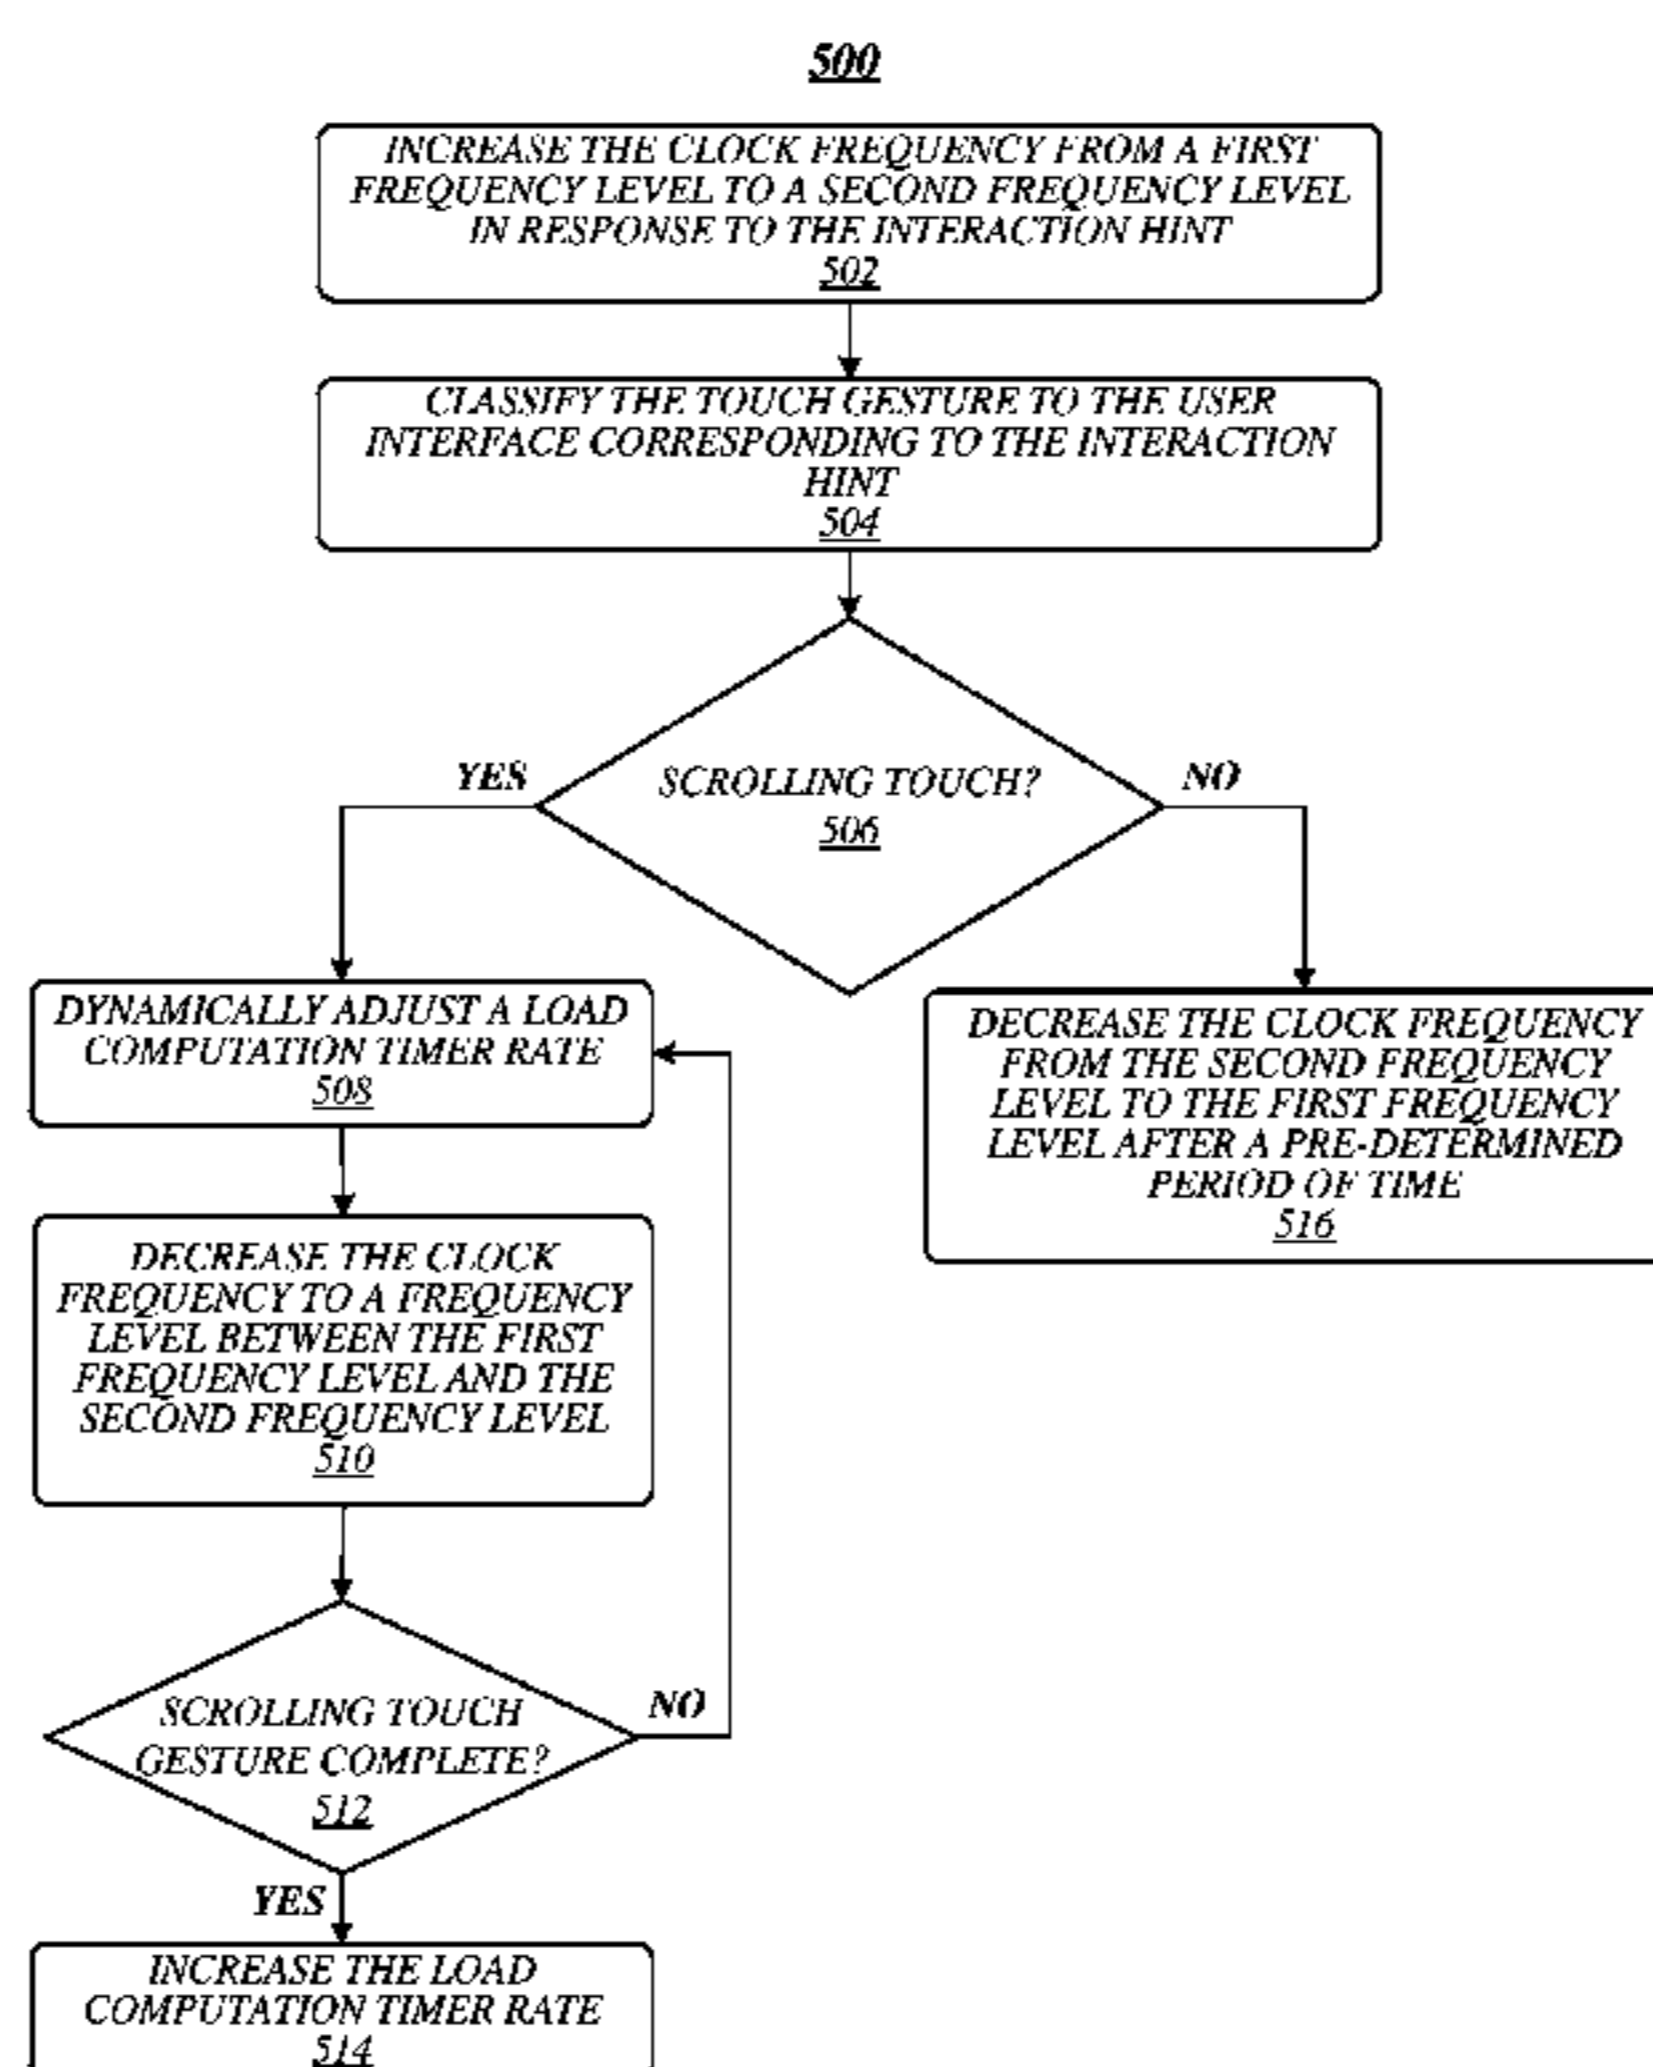 500
INCREASE THE CLOCK FREQUENCY FROM A FIRST
FREQUENCY LEVEL TO A SECOND FREQUENCY LEVEL
IN RESPONSE TO THE INTERACTION HINT
502
CLASSIFY THE TOUCH GESTURE TO THE USER
INTERFACE CORRESPONDING TO THE INTERACTION
HINT
504
SCROLLING TOUCH?
506
YES
NO
DYNAMICALLY ADJUST A LOAD
COMPUTATION TIMER RATE
508
DECREASE THE CLOCK FREQUENCY
FROM THE SECOND FREQUENCY
LEVEL TO THE FIRST FREQUENCY
LEVEL AFTER A PRE-DETERMINED
PERIOD OF TIME
516
DECREASE THE CLOCK
FREQUENCY TO A FREQUENCY
LEVEL BETWEEN THE FIRST
FREQUENCY LEVEL AND THE
SECOND FREQUENCY LEVEL
510
SCROLLING TOUCH
GESTURE COMPLETE?
512
NO
YES
INCREASE THE LOAD
COMPUTATION TIMER RATE
514